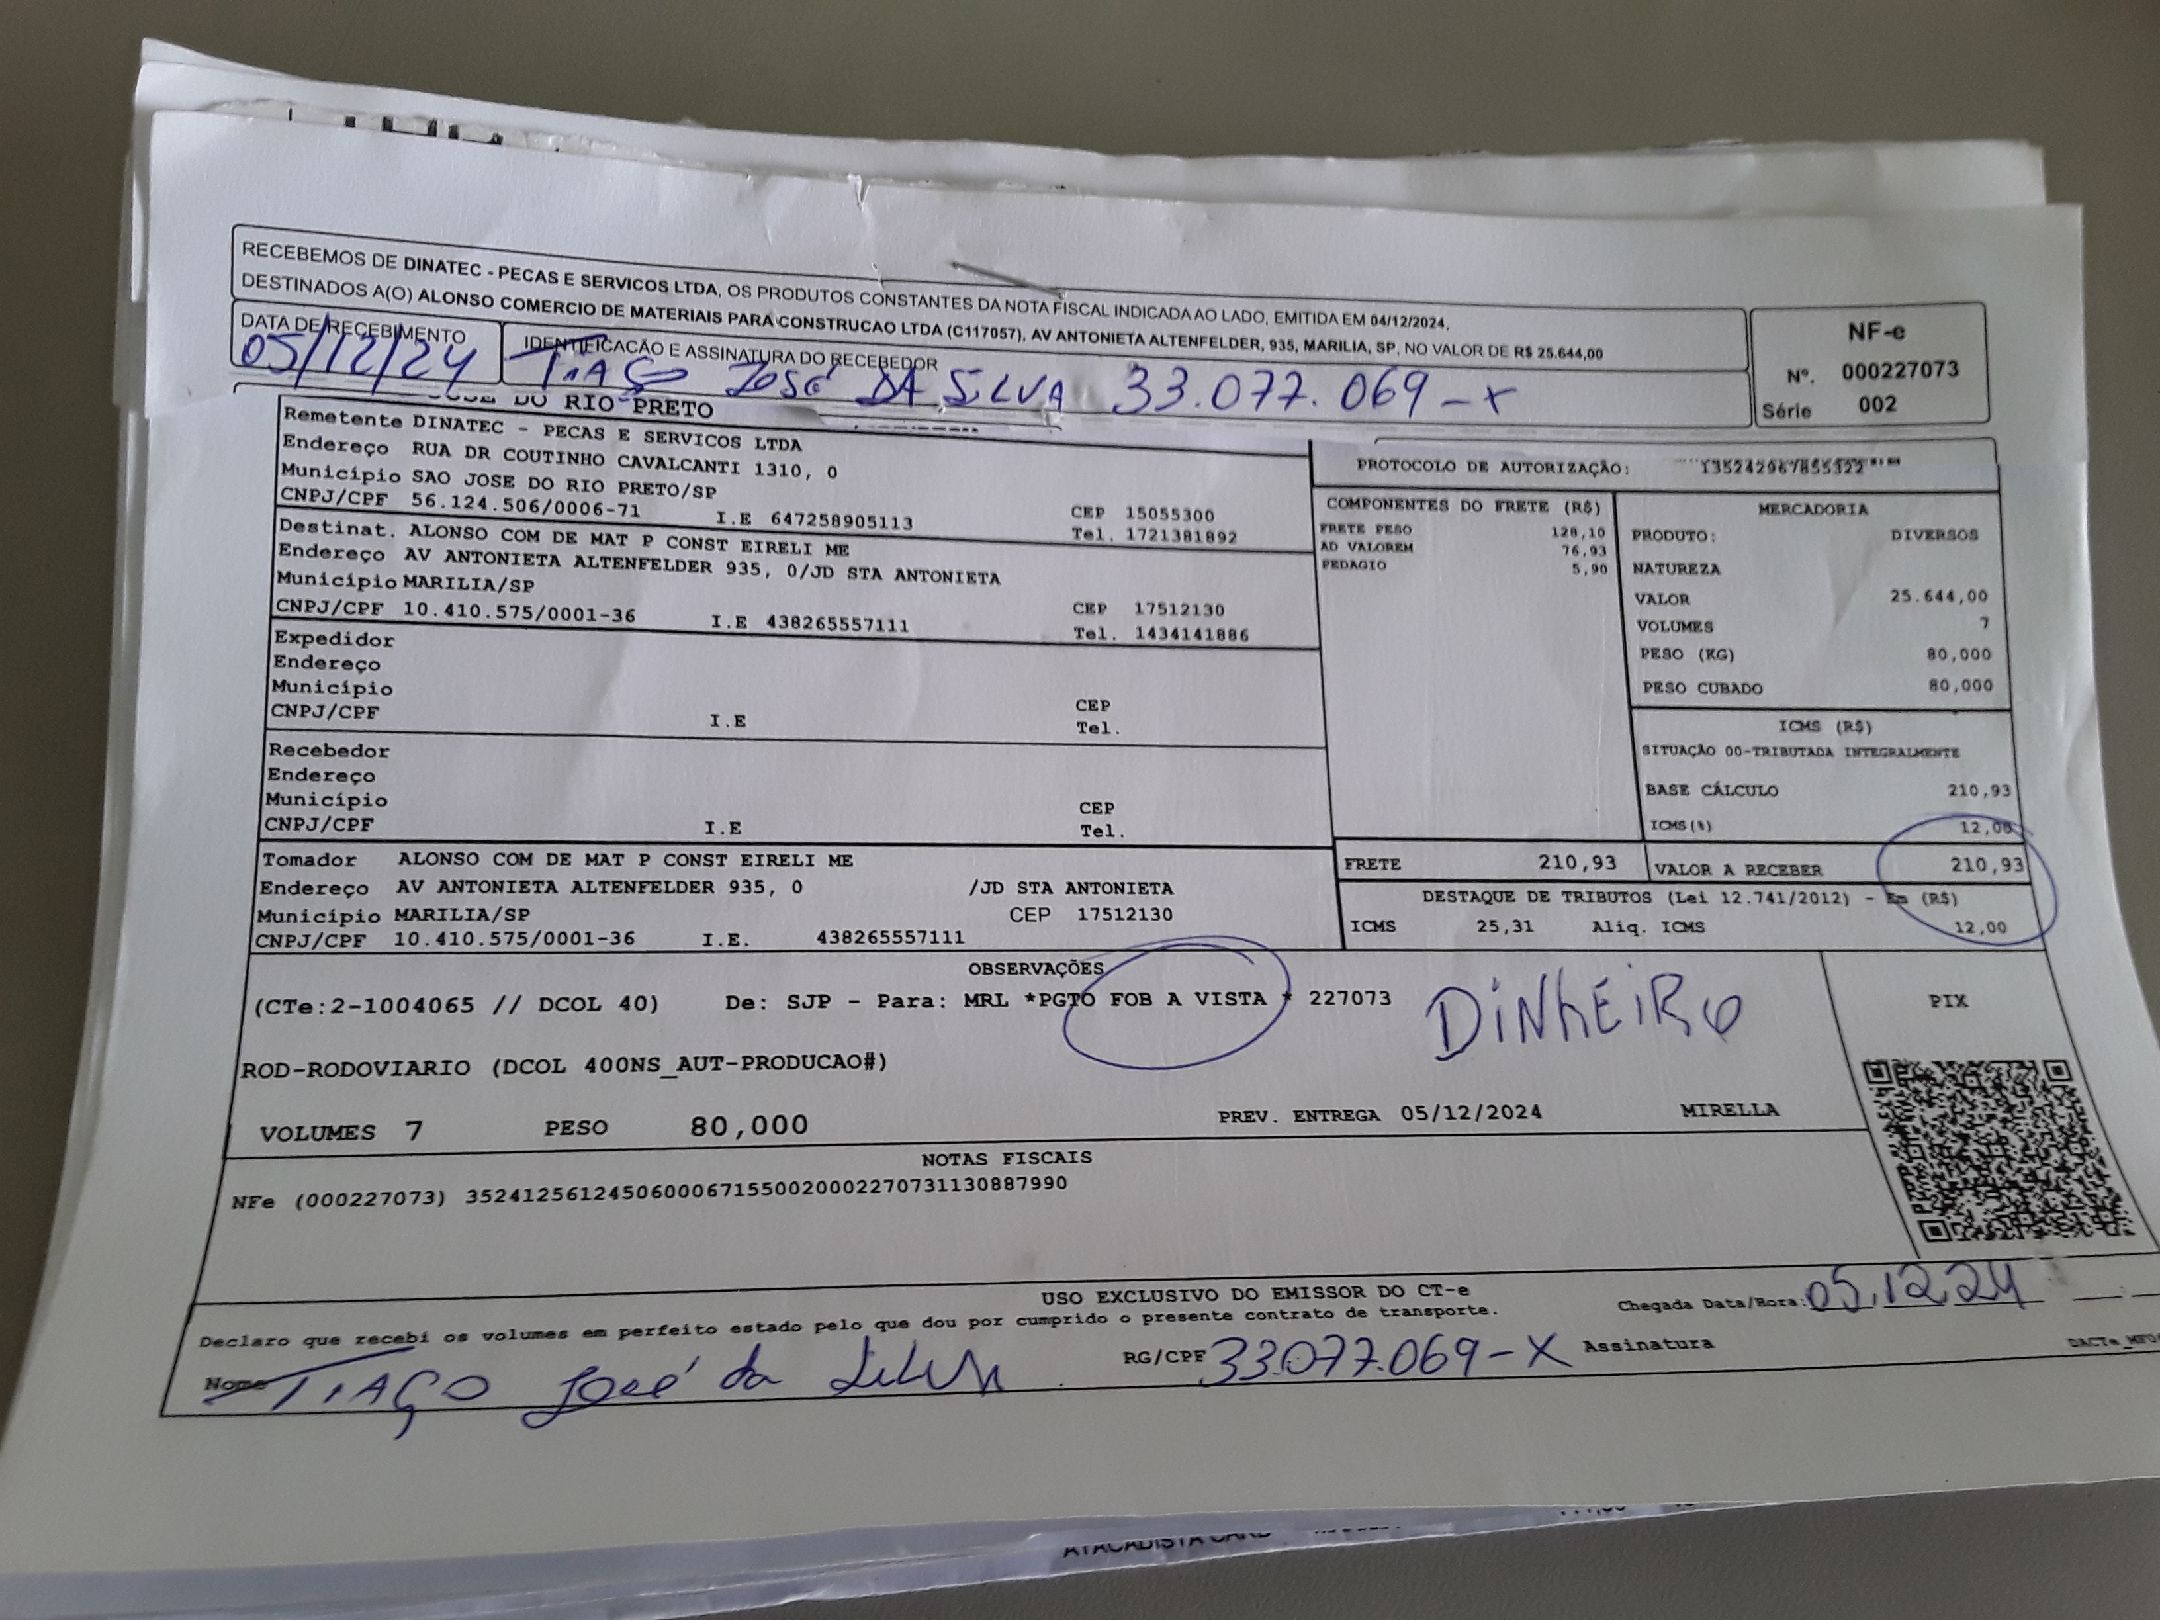 RECEBEMOS DE DINATEC - PECAS E SERVICOS LTDA, OS PRODUTOS CONSTANTES DA NOTA FISCAL INDICADA AO LADO, EMITIDA EM 04/12/2024,
DESTINADOS A(O) ALONSO COMERCIO DE MATERIAIS PARA CONSTRUCAO LTDA (C117057), AV ANTONIETA ALTENFELDER, 935, MARILIA, SP, NO VALOR DE R$ 25.644,00
DATA DE RECEBIMENTO
05/12/24
IDENTIFICAÇÃO E ASSINATURA DO RECEBEDOR
TIAGO JOSÉ DA SILVA 33.077.069-X
NF-e
Nº. 000227073
Série 002
DO RIO PRETO
Remetente DINATEC - PECAS E SERVICOS LTDA
Endereço RUA DR COUTINHO CAVALCANTI 1310, 0
Município SAO JOSE DO RIO PRETO/SP
CNPJ/CPF 56.124.506/0006-71 I.E 647258905113
CEP 15055300
Tel. 1721381892
Destinat. ALONSO COM DE MAT P CONST EIRELI ME
Endereço AV ANTONIETA ALTENFELDER 935, 0/JD STA ANTONIETA
Município MARILIA/SP
CNPJ/CPF 10.410.575/0001-36 I.E 438265557111
CEP 17512130
Tel. 1434141886
Expedidor
Endereço
Município
CNPJ/CPF I.E
CEP
Tel.
Recebedor
Endereço
Município
CNPJ/CPF I.E
CEP
Tel.
Tomador ALONSO COM DE MAT P CONST EIRELI ME
Endereço AV ANTONIETA ALTENFELDER 935, 0 /JD STA ANTONIETA
Município MARILIA/SP CEP 17512130
CNPJ/CPF 10.410.575/0001-36 I.E. 438265557111
PROTOCOLO DE AUTORIZAÇÃO: 135242967855322
COMPONENTES DO FRETE (R$)
FRETE PESO 128,10
AD VALOREM 76,93
PEDAGIO 5,90
MERCADORIA
PRODUTO: DIVERSOS
NATUREZA
VALOR 25.644,00
VOLUMES 7
PESO (KG) 80,000
PESO CUBADO 80,000
ICMS (R$)
SITUAÇÃO 00-TRIBUTADA INTEGRALMENTE
BASE CÁLCULO 210,93
ICMS(%) 12,00
FRETE 210,93 VALOR A RECEBER 210,93
DESTAQUE DE TRIBUTOS (Lei 12.741/2012) - Em (R$)
ICMS 25,31 Aliq. ICMS 12,00
OBSERVAÇÕES
(CTe:2-1004065 // DCOL 40) De: SJP - Para: MRL *PGTO FOB A VISTA * 227073
DINHEIRO
ROD-RODOVIARIO (DCOL 400NS_AUT-PRODUCAO#)
VOLUMES 7 PESO 80,000 PREV. ENTREGA 05/12/2024 MIRELLA
PIX
NOTAS FISCAIS
NFe (000227073) 35241256124506000671550020002270731130887990
USO EXCLUSIVO DO EMISSOR DO CT-e
Declaro que recebi os volumes em perfeito estado pelo que dou por cumprido o presente contrato de transporte.
Chegada Data/Hora: 05.12.24
Nome TIAGO José da Silva RG/CPF 33.077.069-X Assinatura